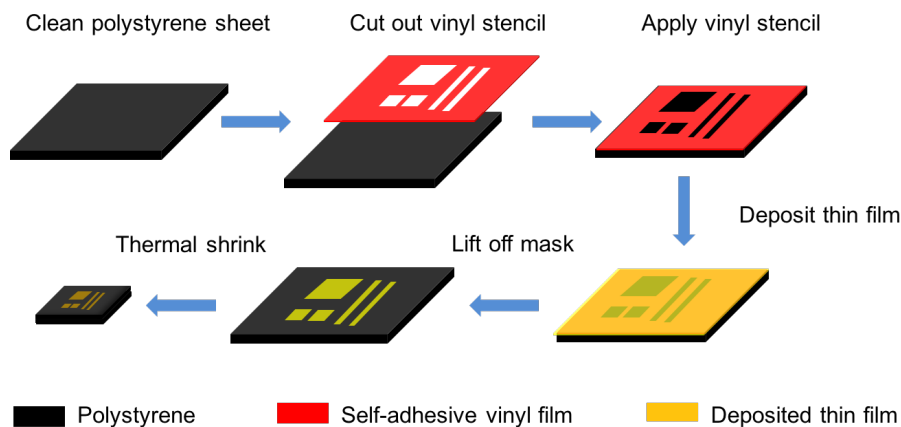 Clean polystyrene sheet
Cut out vinyl stencil
Apply vinyl stencil
Deposit thin film
Lift off mask
Thermal shrink
Polystyrene
Self-adhesive vinyl film
Deposited thin film